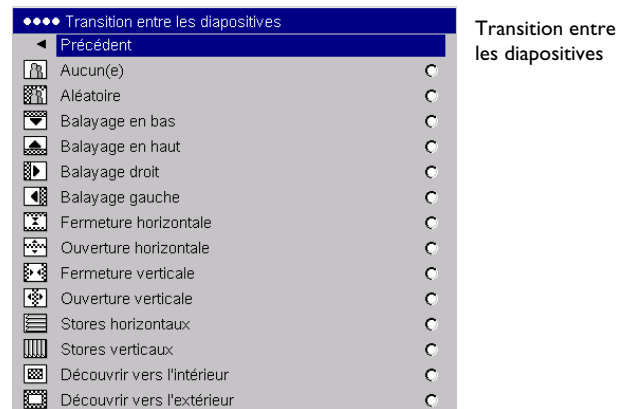 Transition entre les diapositives
Précédent
Aucun(e)
Aléatoire
Balayage en bas
Balayage en haut
Balayage droit
Balayage gauche
Fermeture horizontale
Ouverture horizontale
Fermeture verticale
Ouverture verticale
Stores horizontaux
Stores verticaux
Découvrir vers l'intérieur
Découvrir vers l'extérieur
Transition entre
les diapositives